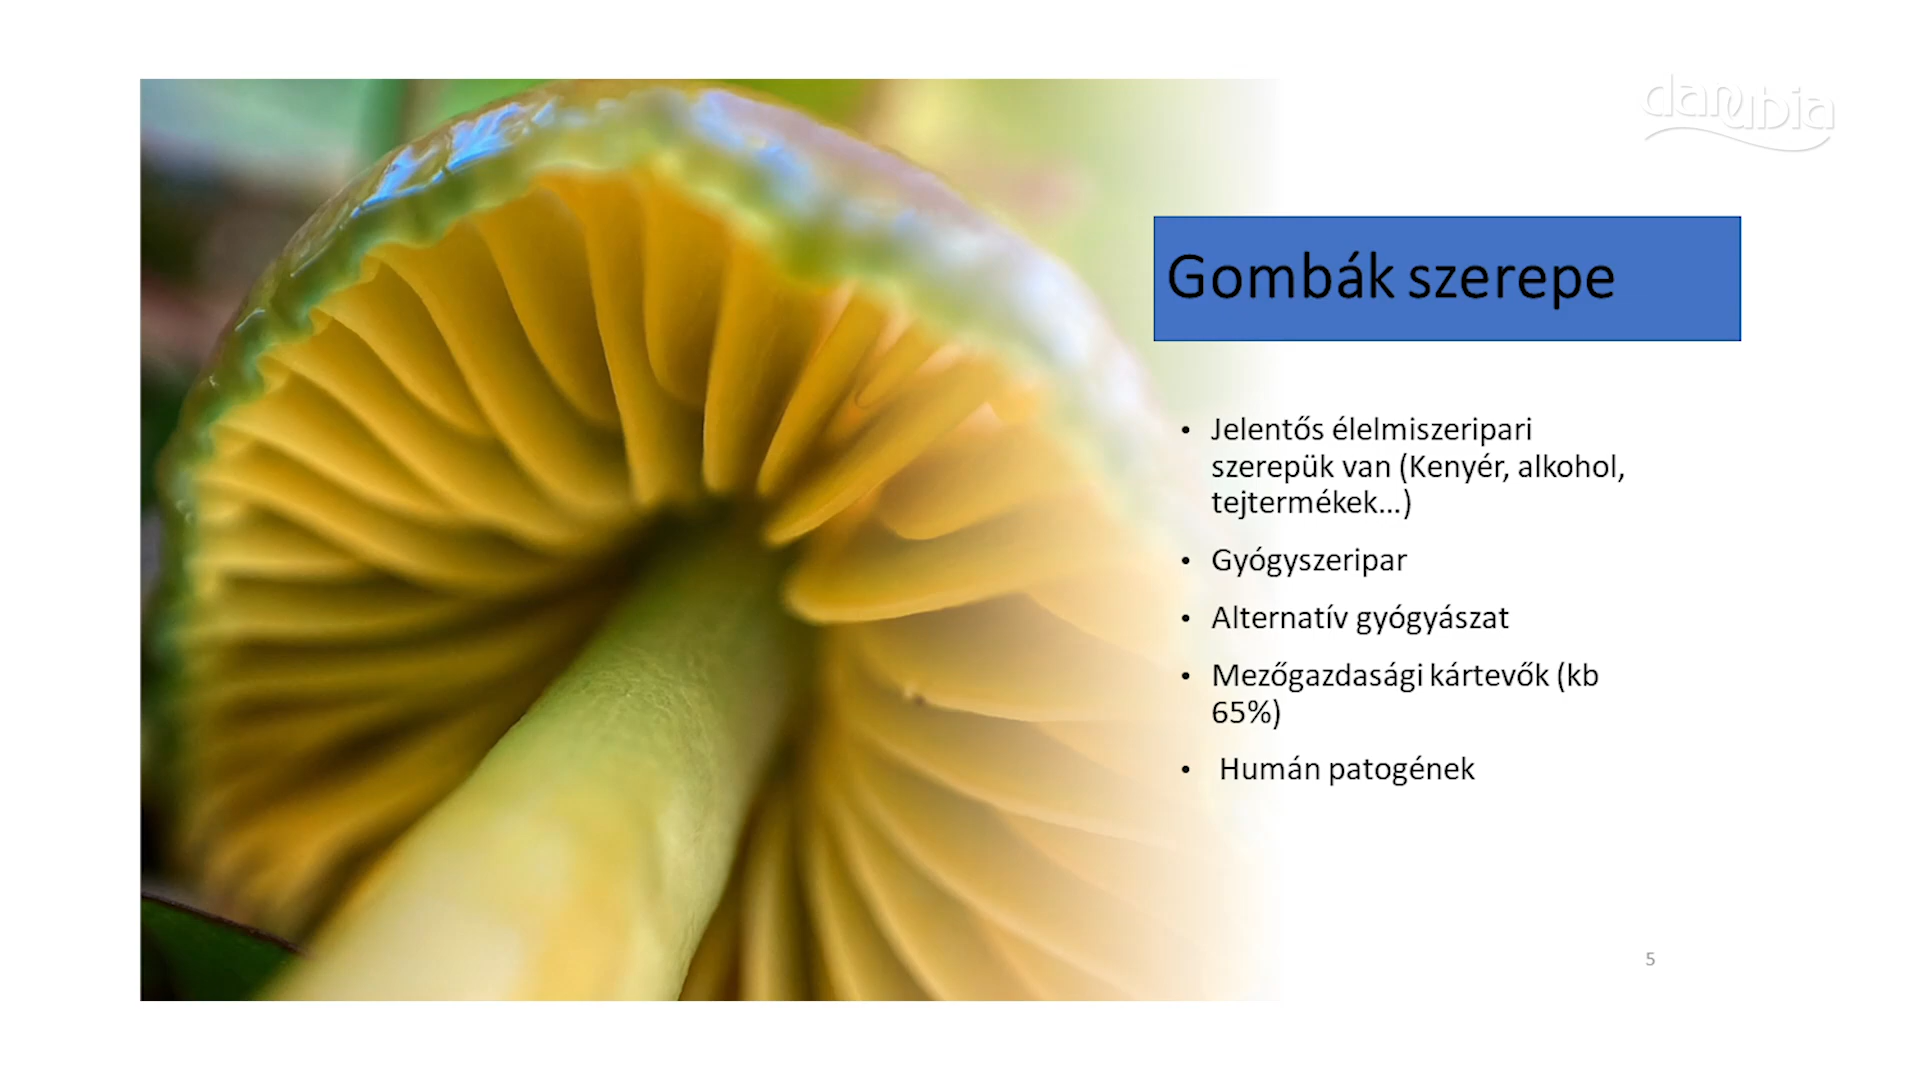 danubia
Gombák szerepe
• Jelentős élelmiszeripari
szerepük van (Kenyér, alkohol,
tejtermékek...)
• Gyógyszeripar
• Alternatív gyógyászat
• Mezőgazdasági kártevők (kb
65%)
• Humán patogének
5